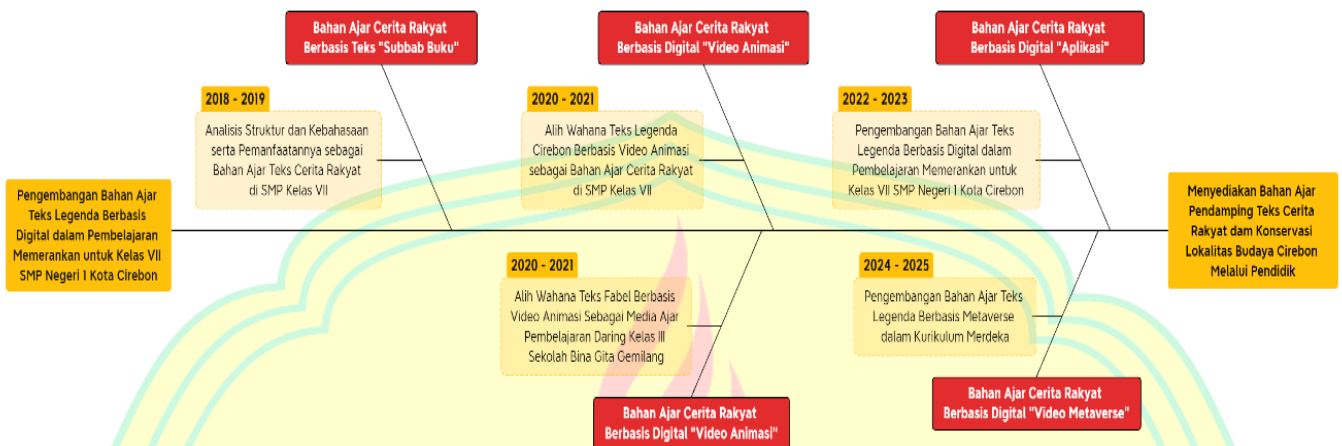 Bahan Ajar Cerita Rakyat
Berbasis Teks "Subbab Buku"
Bahan Ajar Cerita Rakyat
Berbasis Digital "Video Animasi"
Bahan Ajar Cerita Rakyat
Berbasis Digital "Aplikasi"
2018 - 2019
Analisis Struktur dan Kebahasaan
serta Pemanfaatannya sebagai
Bahan Ajar Teks Cerita Rakyat
di SMP Kelas VII
2020 - 2021
Alih Wahana Teks Legenda
Cirebon Berbasis Video Animasi
sebagai Bahan Ajar Cerita Rakyat
di SMP Kelas VII
2022 - 2023
Pengembangan Bahan Ajar Teks
Legenda Berbasis Digital dalam
Pembelajaran Memerankan untuk
Kelas VII SMP Negeri 1 Kota Cirebon
Pengembangan Bahan Ajar
Teks Legenda Berbasis
Digital dalam Pembelajaran
Memerankan untuk Kelas VII
SMP Negeri 1 Kota Cirebon
Menyediakan Bahan Ajar
Pendamping Teks Cerita
Rakyat dam Konservasi
Lokalitas Budaya Cirebon
Melalui Pendidik
2020 - 2021
Alih Wahana Teks Fabel Berbasis
Video Animasi Sebagai Media Ajar
Pembelajaran Daring Kelas III
Sekolah Bina Gita Gemilang
2024 - 2025
Pengembangan Bahan Ajar Teks
Legenda Berbasis Metaverse
dalam Kurikulum Merdeka
Bahan Ajar Cerita Rakyat
Berbasis Digital "Video Animasi"
Bahan Ajar Cerita Rakyat
Berbasis Digital "Video Metaverse"